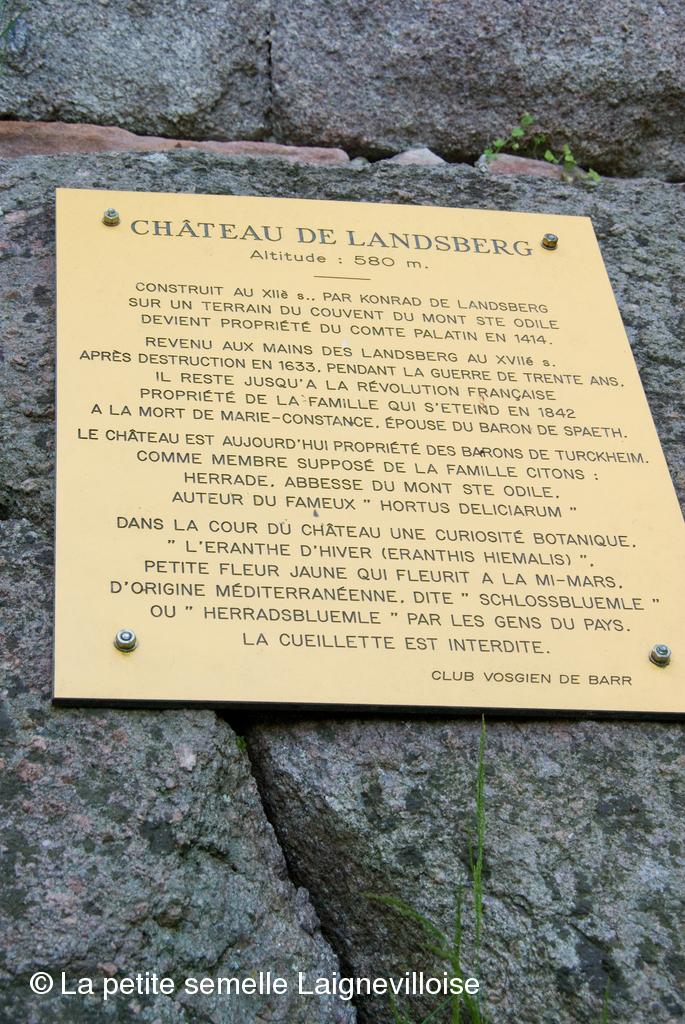 CHÂTEAU DE LANDSBERG
Altitude : 580 m.
CONSTRUIT AU XIIè s., PAR KONRAD DE LANDSBERG
SUR UN TERRAIN DU COUVENT DU MONT STE ODILE
DEVIENT PROPRIÉTÉ DU COMTE PALATIN EN 1414.
REVENU AUX MAINS DES LANDSBERG AU XVIIé s.
APRÈS DESTRUCTION EN 1633, PENDANT LA GUERRE DE TRENTE ANS.
IL RESTE JUSQU'A LA RÉVOLUTION FRANÇAISE
PROPRIÉTÉ DE LA FAMILLE QUI S'ETEIND EN 1842
A LA MORT DE MARIE-CONSTANCE, ÉPOUSE DU BARON DE SPAETH.
LE CHÂTEAU EST AUJOURD'HUI PROPRIÉTÉ DES BARONS DE TURCKHEIM.
COMME MEMBRE SUPPOSÉ DE LA FAMILLE CITONS :
HERRADE, ABBESSE DU MONT STE ODILE,
AUTEUR DU FAMEUX " HORTUS DELICIARUM "
DANS LA COUR DU CHÂTEAU UNE CURIOSITÉ BOTANIQUE,
" L'ERANTHE D'HIVER (ERANTHIS HIEMALIS) ",
PETITE FLEUR JAUNE QUI FLEURIT A LA MI-MARS,
D'ORIGINE MÉDITERRANÉENNE, DITE " SCHLOSSBLUEMLE "
OU " HERRADSBLUEMLE " PAR LES GENS DU PAYS.
LA CUEILLETTE EST INTERDITE.
CLUB VOSGIEN DE BARR
© La petite semelle Laignevilloise